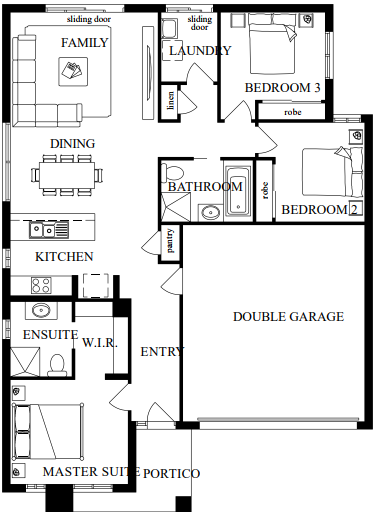 sliding door
sliding
door
FAMILY
LAUNDRY
BEDROOM 3
linen
robe
DINING
BATHROOM
robe
BEDROOM 2
pantry
KITCHEN
DOUBLE GARAGE
ENSUITE
W.I.R.
ENTRY
MASTER SUITE
PORTICO